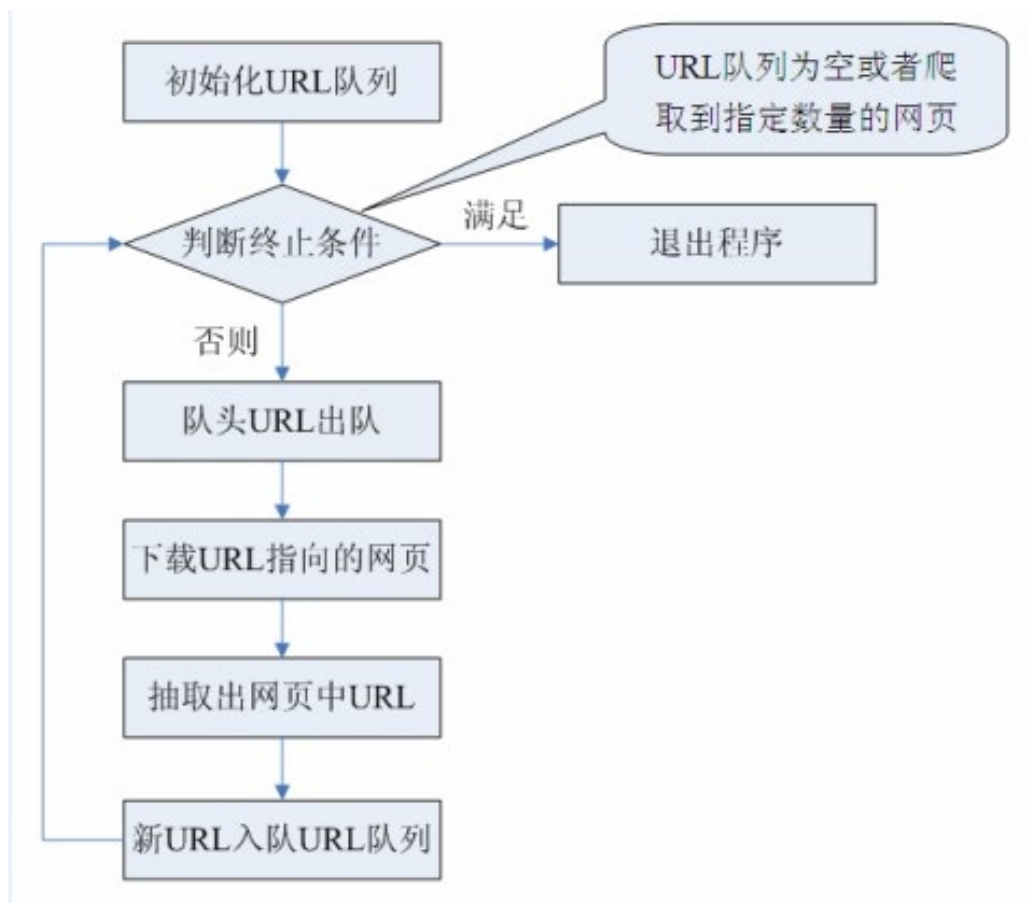 初始化URL队列
URL队列为空或者爬
取到指定数量的网页
判断终止条件
满足
退出程序
否则
队头URL出队
下载URL指向的网页
抽取出网页中URL
新URL入队URL队列